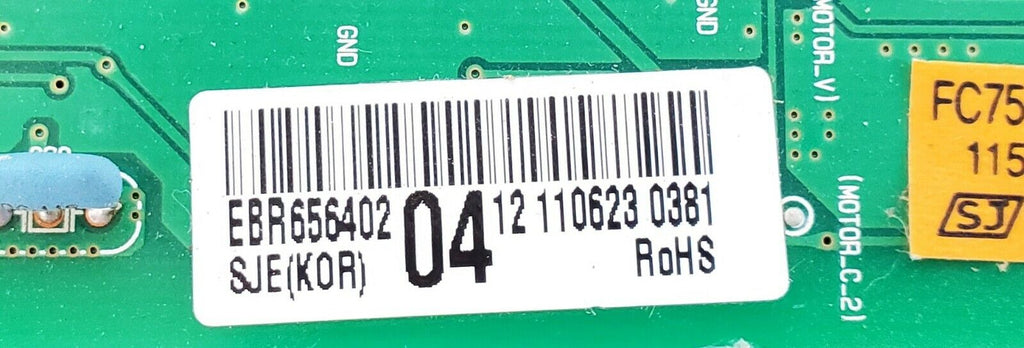 GND
GND
MOTOR_V)
(MOTOR_C_2)
EBR656402 04 12 110623 0381
SJE(KOR)
RoHS
FC75
115
SJ